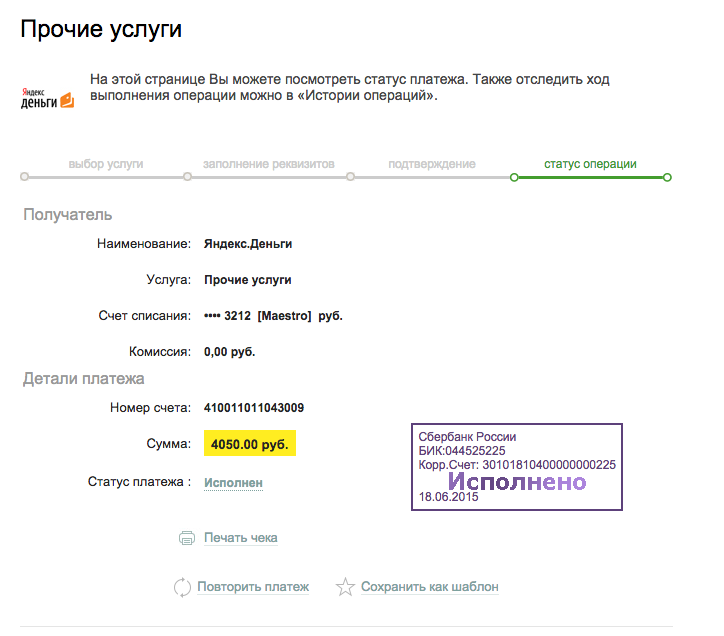 Прочие услуги
На этой странице Вы можете посмотреть статус платежа. Также отследить ход
выполнения операции можно в «Истории операций».
Яндекс
деньги
выбор услуги
заполнение реквизитов
подтверждение
статус операции
Получатель
Наименование: Яндекс.Деньги
Услуга: Прочие услуги
Счет списания: •••• 3212 [Maestro] руб.
Комиссия: 0,00 руб.
Детали платежа
Номер счета: 410011011043009
Сумма: 4050.00 руб.
Статус платежа : Исполнен
Сбербанк России
БИК:044525225
Корр.Счет: 30101810400000000225
Исполнено
18.06.2015
Печать чека
Повторить платеж
Сохранить как шаблон